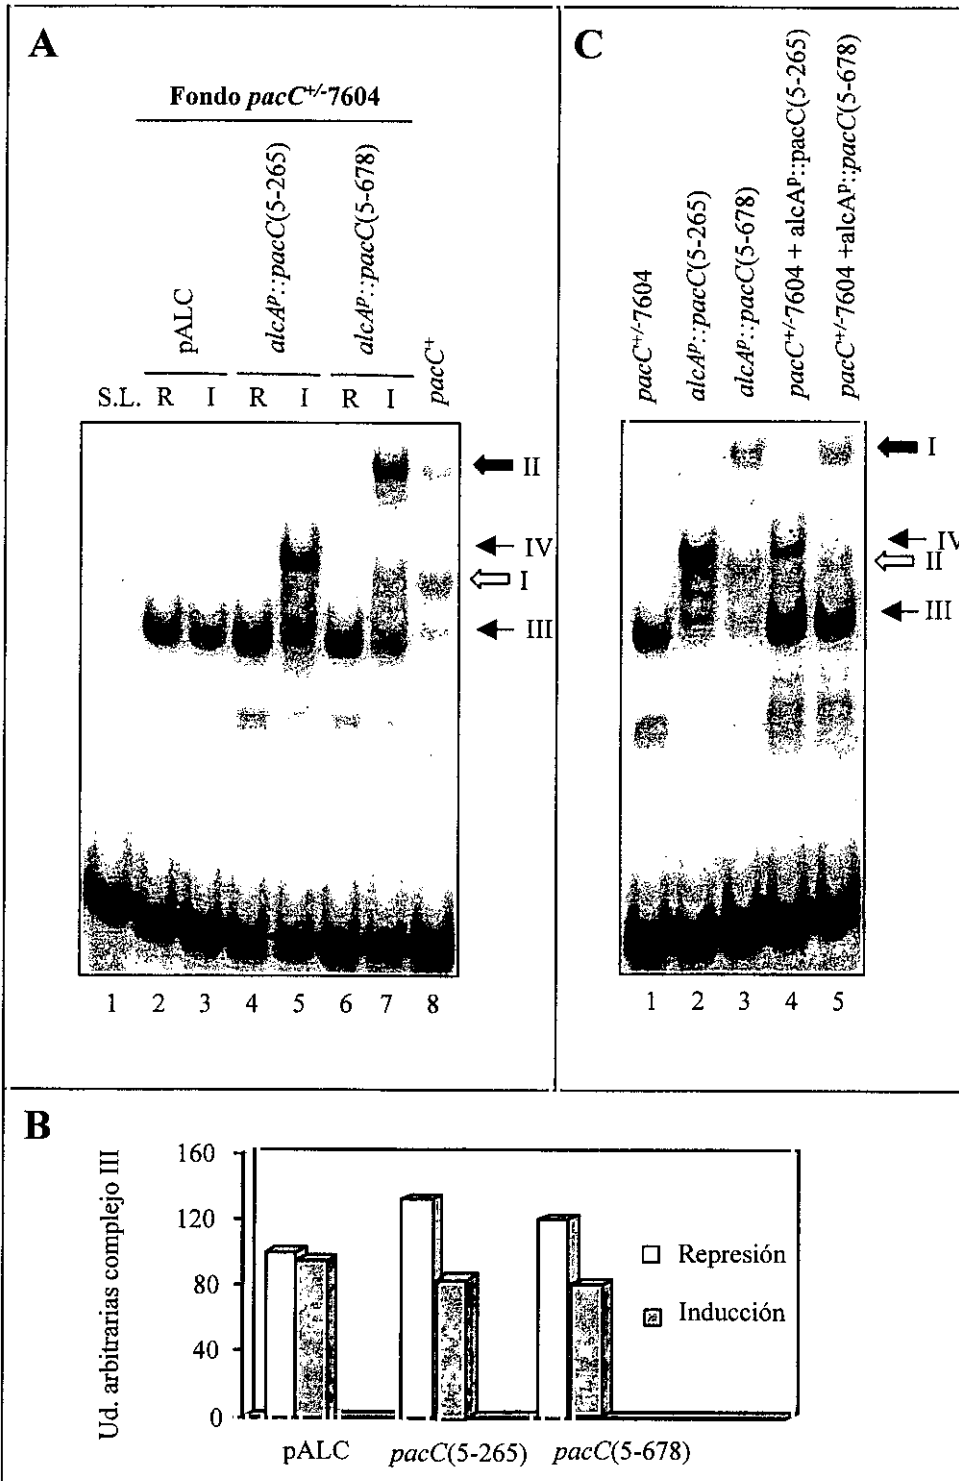 A
Fondo pacC+/-7604
pALC
alcAP::pacC(5-265)
alcAP::pacC(5-678)
pacC+
S.L. R I R I R I
II
IV
I
III
1 2 3 4 5 6 7 8
C
pacC+/-7604
alcAP::pacC(5-265)
alcAP::pacC(5-678)
pacC+/-7604 + alcAP::pacC(5-265)
pacC+/-7604 +alcAP::pacC(5-678)
I
IV
II
III
1 2 3 4 5
B
Ud. arbitrarias complejo III
160
120
80
40
0
Represión
Inducción
pALC pacC(5-265) pacC(5-678)